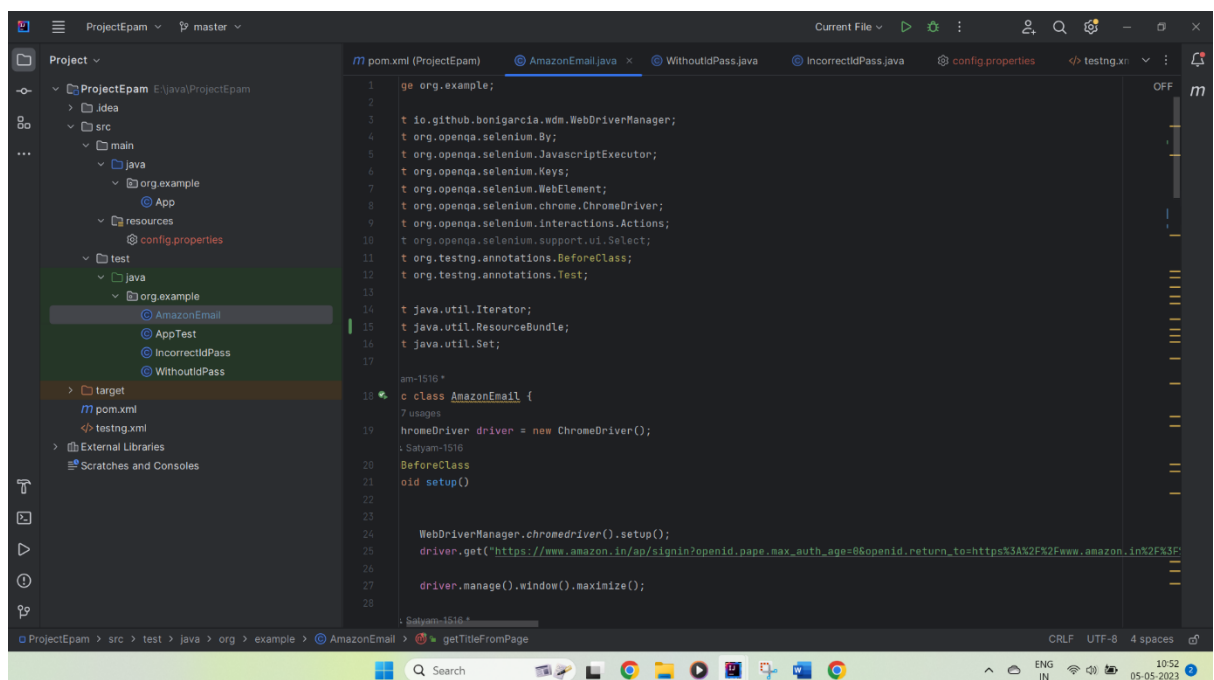 ProjectEpam master Current File
Project
pom.xml (ProjectEpam) AmazonEmail.java WithoutIdPass.java IncorrectIdPass.java config.properties testng.xn
ProjectEpam E:\java\ProjectEpam
.idea
src
main
java
org.example
App
resources
config.properties
test
java
org.example
AmazonEmail
AppTest
IncorrectIdPass
WithoutIdPass
target
pom.xml
testng.xml
External Libraries
Scratches and Consoles
OFF
1 ge org.example;
2
3 t io.github.bonigarcia.wdm.WebDriverManager;
4 t org.openqa.selenium.By;
5 t org.openqa.selenium.JavascriptExecutor;
6 t org.openqa.selenium.Keys;
7 t org.openqa.selenium.WebElement;
8 t org.openqa.selenium.chrome.ChromeDriver;
9 t org.openqa.selenium.interactions.Actions;
10 t org.openqa.selenium.support.ui.Select;
11 t org.testng.annotations.BeforeClass;
12 t org.testng.annotations.Test;
13
14 t java.util.Iterator;
15 t java.util.ResourceBundle;
16 t java.util.Set;
17
am-1516 *
18 c class AmazonEmail {
7 usages
19 hromeDriver driver = new ChromeDriver();
Satyam-1516
20 BeforeClass
21 oid setup()
22
23
24 WebDriverManager.chromedriver().setup();
25 driver.get("https://www.amazon.in/ap/signin?openid.pape.max_auth_age=0&openid.return_to=https%3A%2F%2Fwww.amazon.in%2F%3F
26
27 driver.manage().window().maximize();
28
Satyam-1516 *
ProjectEpam > src > test > java > org > example > AmazonEmail > getTitleFromPage CRLF UTF-8 4 spaces
Search ENG IN 10:52 05-05-2023 2